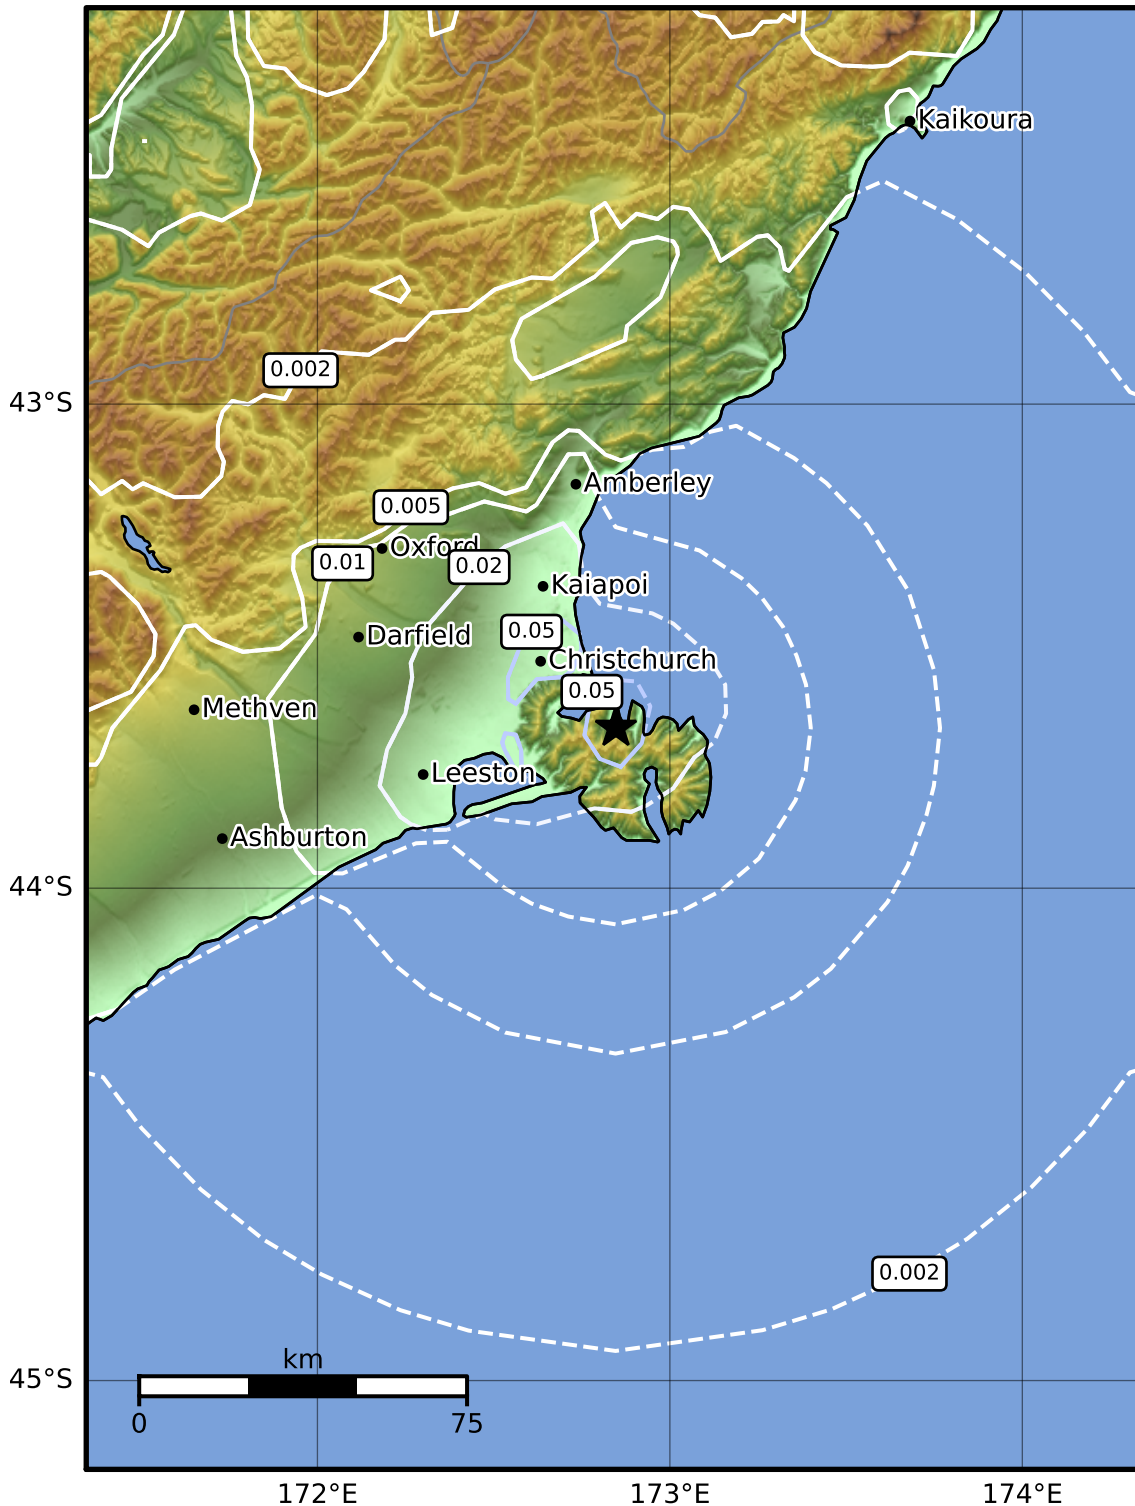 Kaikoura
0.002
43°S
Amberley
0.005
Oxford
0.01
0.02
Kaiapoi
0.05
Darfield
Christchurch
0.05
Methven
Leeston
Ashburton
44°S
0.002
km
45°S
0
75
172°E
173°E
174°E